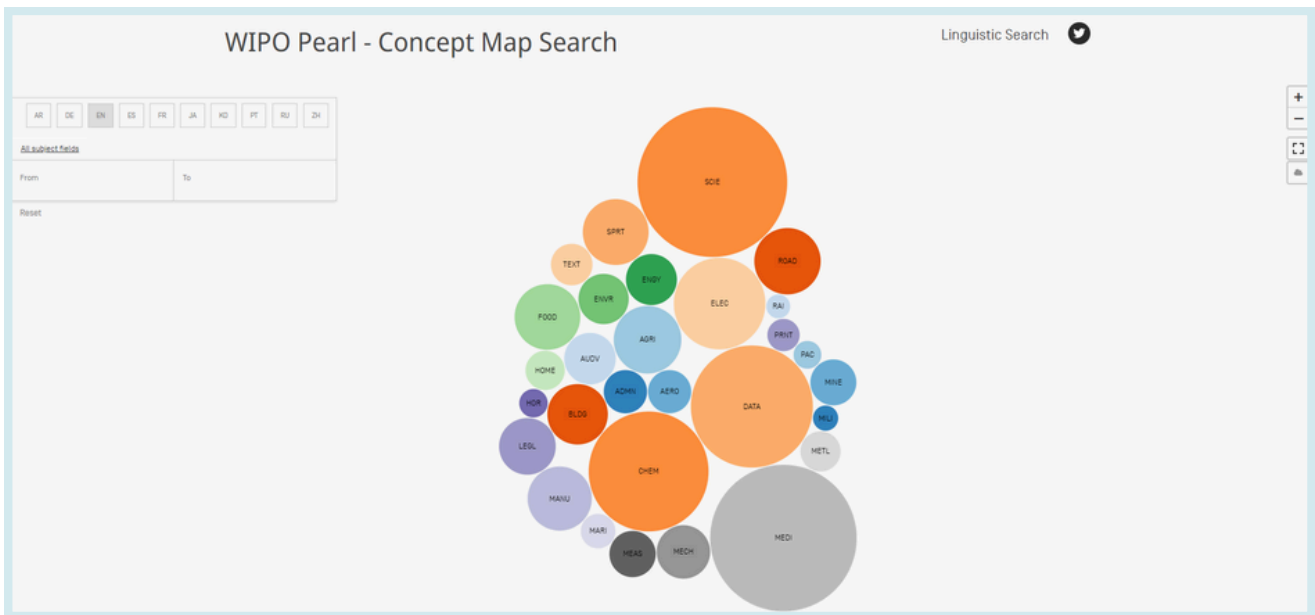 WIPO Pearl - Concept Map Search
Linguistic Search
AR DE EN ES FR JA KO PT RU ZH
All subject fields
From To
Reset
SCIE
SPRT
ROAD
TEXT
ENGY
ENVR
ELEC
RAI
FOOD
AGRI
PRNT
AUDV
PAC
HOME
MINE
ADMN
AERO
HOR
BLDG
DATA
MILI
LEGL
METL
CHEM
MANU
MARI
MEDI
MEAS
MECH